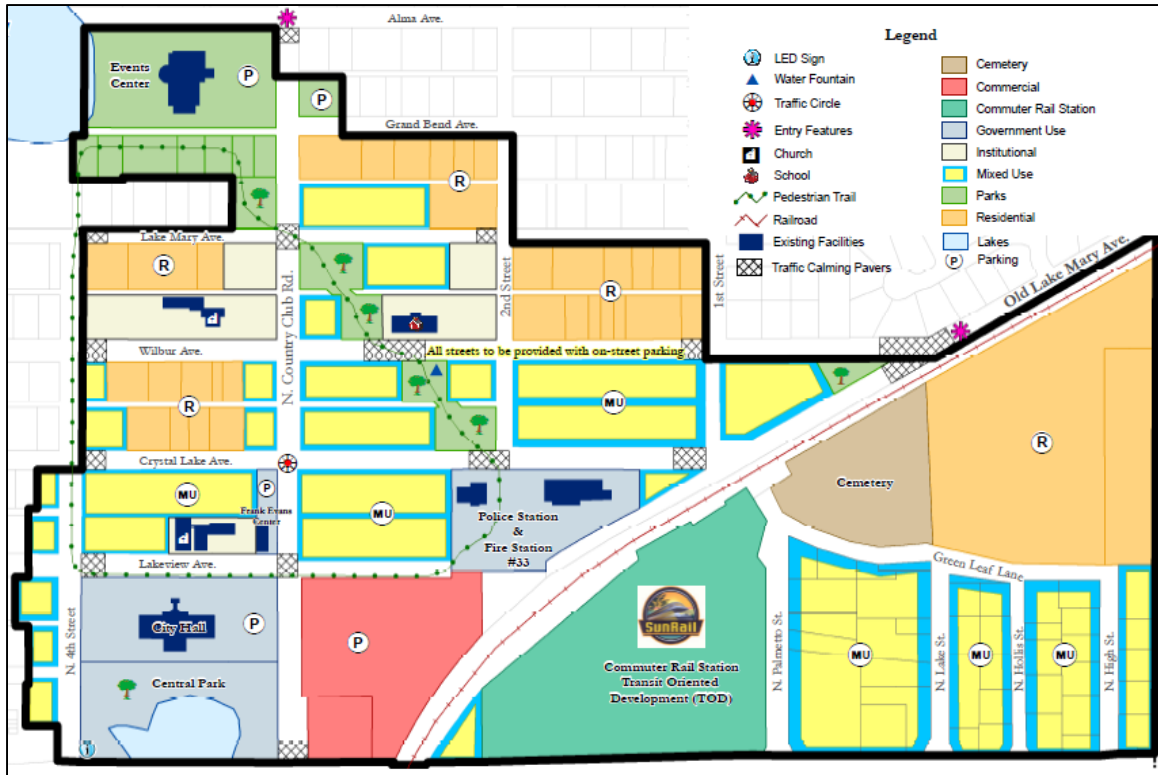 Alma Ave.
Legend
LED Sign
Water Fountain
Traffic Circle
Entry Features
Church
School
Pedestrian Trail
Railroad
Existing Facilities
Traffic Calming Pavers
Cemetery
Commercial
Commuter Rail Station
Government Use
Institutional
Mixed Use
Parks
Residential
Lakes
P
Parking
Events
Center
P
P
Grand Bend Ave.
R
Lake Mary Ave.
R
N. Country Club Rd.
2nd Street
R
1st Street
Old Lake Mary Ave.
Wilbur Ave.
All streets to be provided with on-street parking
R
MU
R
Crystal Lake Ave.
MU
P
Frank Evans
Center
MU
Police Station
&
Fire Station
#33
Cemetery
Lakeview Ave.
Green Leaf Lane
N. 4th Street
City Hall
P
Central Park
P
SunRail
Commuter Rail Station
Transit Oriented
Development (TOD)
N. Palmetto St.
MU
N. Lake St.
MU
N. Hollis St.
MU
N. High St.